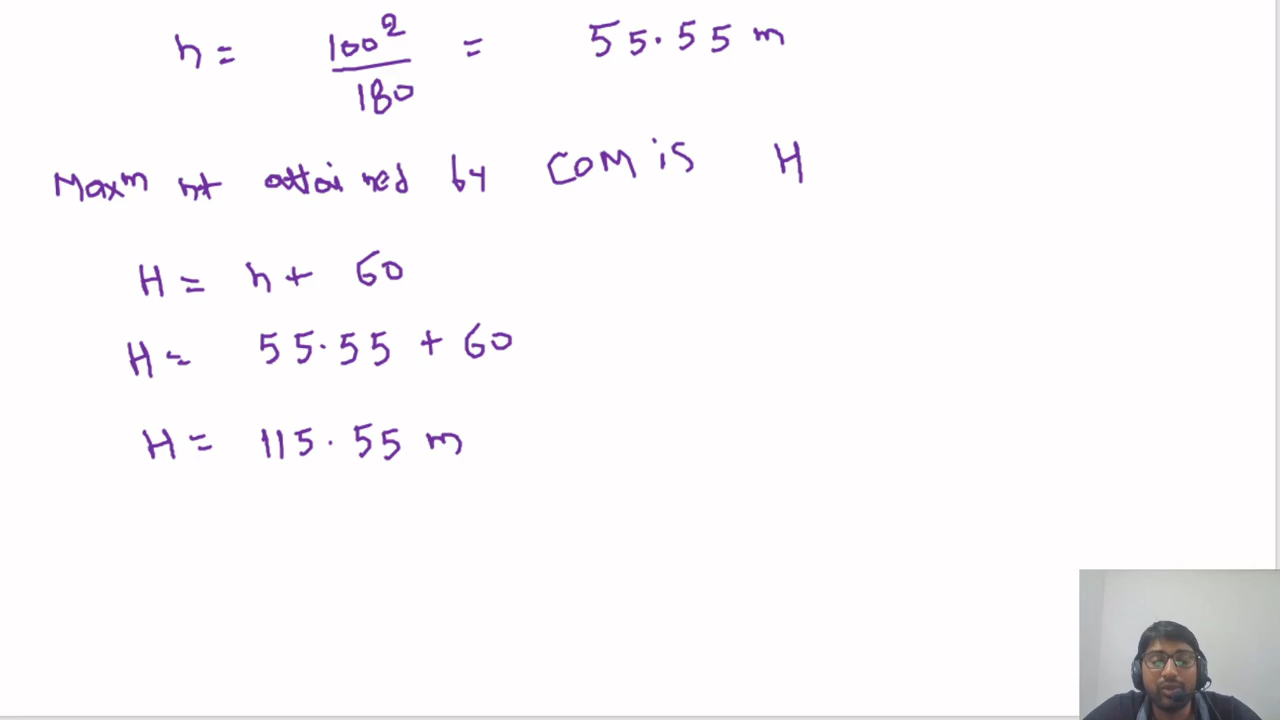 h = 100² / 180 = 55.55 m
Maxᵐ ht attained by COM is H
H = h + 60
H = 55.55 + 60
H = 115.55 m